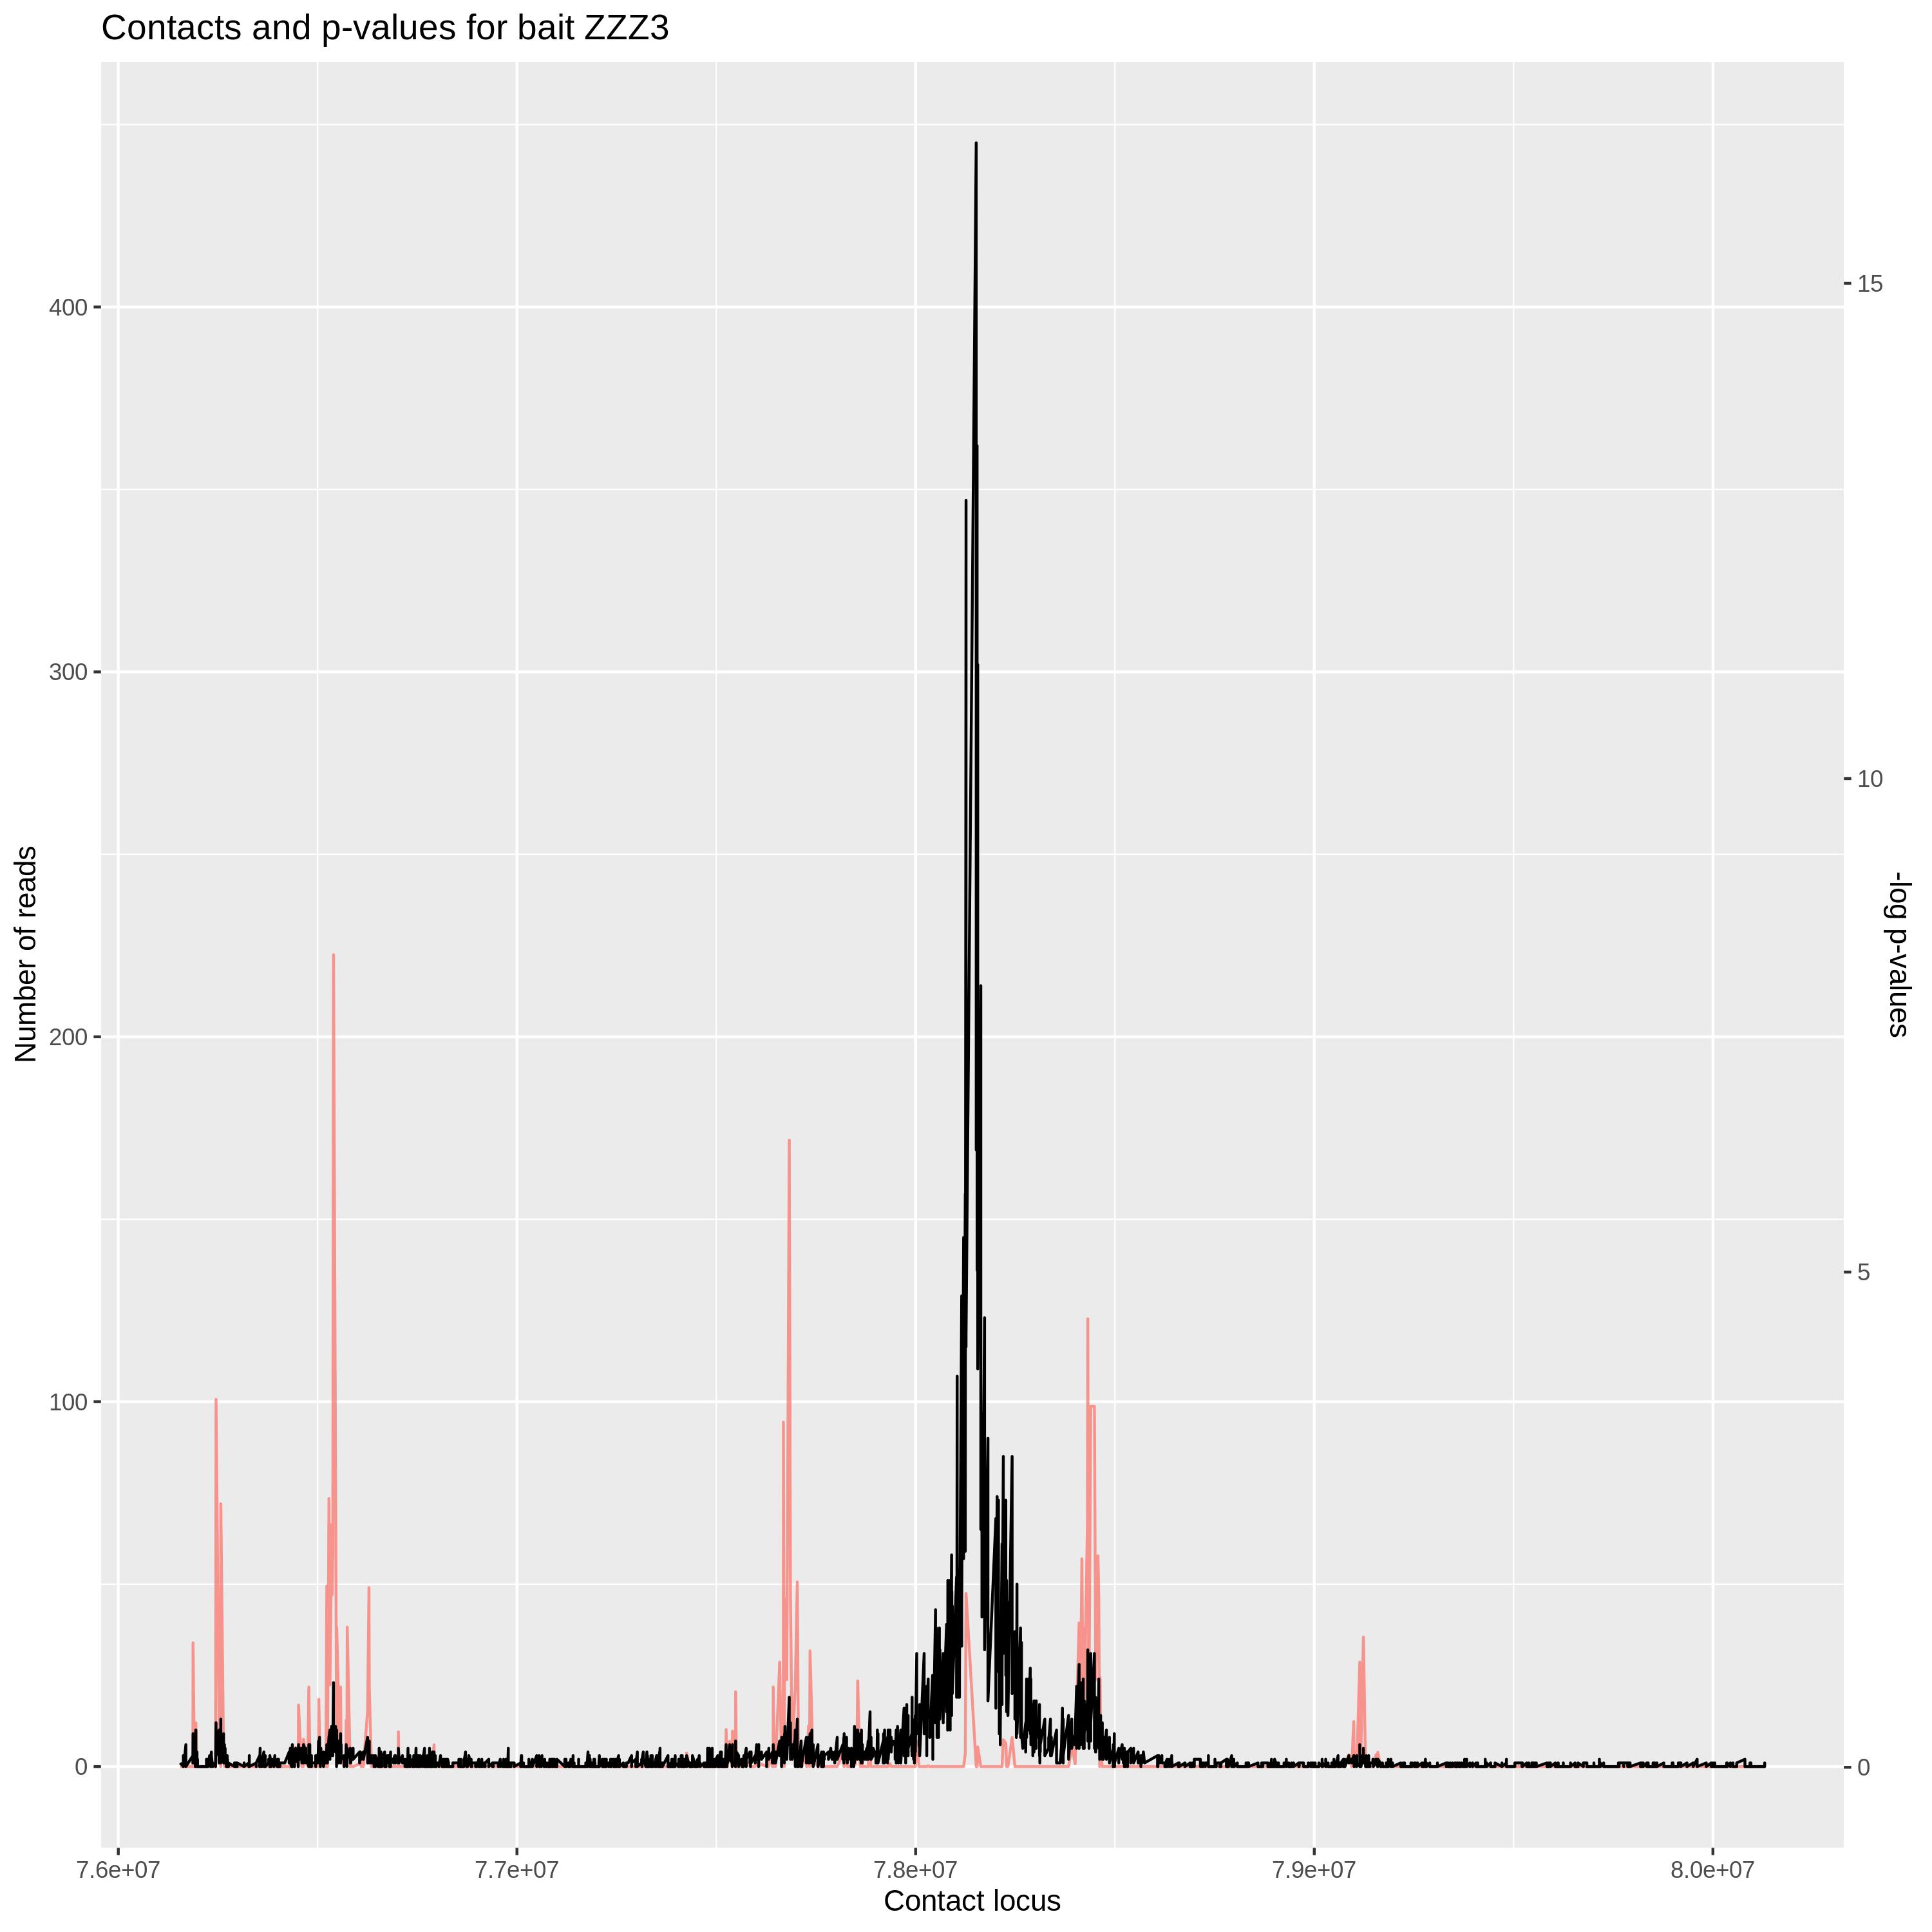 Contacts and p-values for bait ZZZ3
Number of reads
400
300
200
100
0
15
10
5
0
-log p-values
7.6e+07
7.7e+07
7.8e+07
7.9e+07
8.0e+07
Contact locus